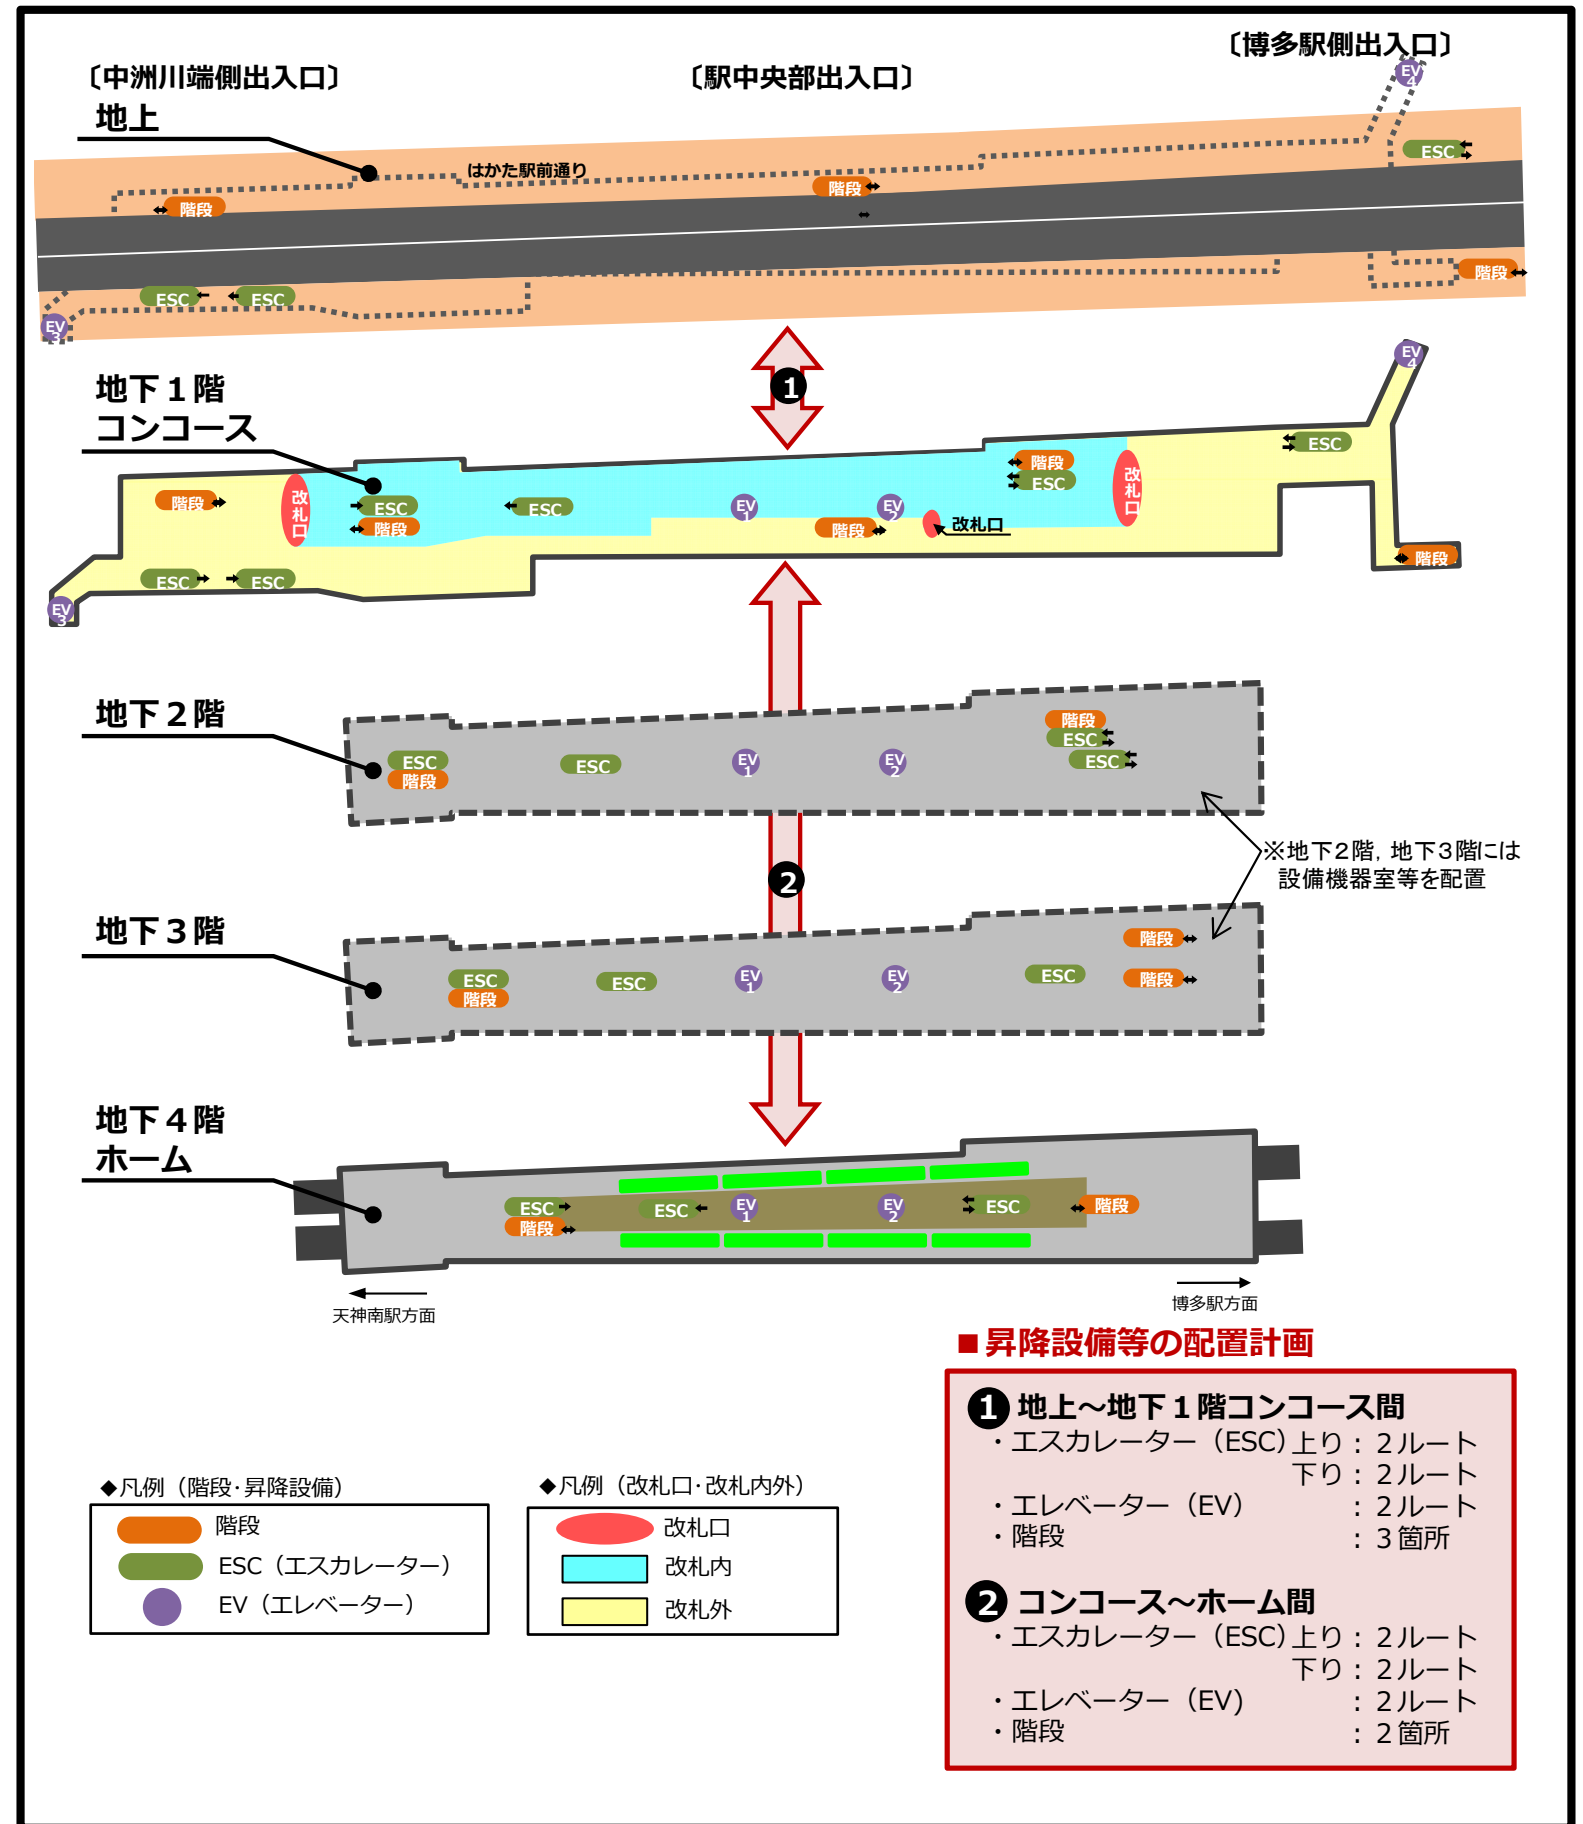 〔中洲川端側出入口〕
〔駅中央部出入口〕
〔博多駅側出入口〕
EV
4
地上
ESC
はかた駅前通り
階段
階段
階段
ESC
ESC
EV
3
1
地下１階
コンコース
EV
4
ESC
階段
ESC
改札口
階段
改札口
ESC
階段
ESC
EV
1
EV
2
階段
改札口
階段
ESC
ESC
EV
3
地下２階
階段
ESC
ESC
ESC
階段
ESC
EV
1
EV
2
※地下２階，地下３階には
設備機器室等を配置
2
地下３階
階段
ESC
階段
ESC
EV
1
EV
2
ESC
階段
地下４階
ホーム
ESC
階段
ESC
EV
1
EV
2
ESC
階段
天神南駅方面
博多駅方面
■昇降設備等の配置計画
1 地上～地下１階コンコース間
・エスカレーター（ESC）上り：２ルート
下り：２ルート
・エレベーター（EV）：２ルート
・階段：３箇所
2 コンコース～ホーム間
・エスカレーター（ESC）上り：２ルート
下り：２ルート
・エレベーター（EV)：２ルート
・階段：２箇所
◆凡例（階段･昇降設備）
階段
ESC（エスカレーター）
EV（エレベーター）
◆凡例（改札口･改札内外）
改札口
改札内
改札外